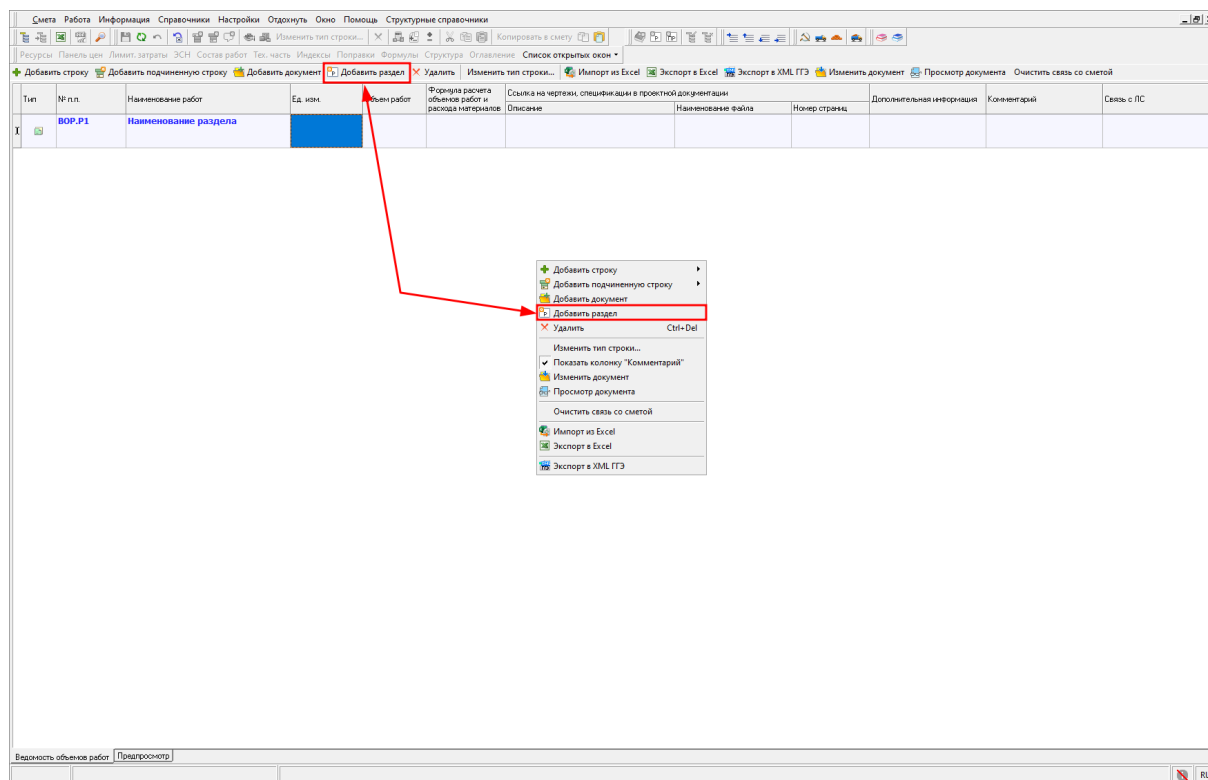 Смета Работа Информация Справочники Настройки Отдохнуть Окно Помощь Структурные справочники
Изменить тип строки... Копировать в смету
Ресурсы Панель цен Лимит. затраты ЭСН Состав работ Тех. часть Индексы Поправки Формулы Структура Оглавление Список открытых окон
Добавить строку Добавить подчиненную строку Добавить документ Добавить раздел Удалить Изменить тип строки... Импорт из Excel Экспорт в Excel Экспорт в XML ГГЭ Изменить документ Просмотр документа Очистить связь со сметой
Тип № п.п. Наименование работ Ед. изм. Объем работ
Формула расчета
объемов работ и
расхода материалов
Ссылка на чертежи, спецификации в проектной документации
Описание Наименование файла Номер страниц
Дополнительная информация Комментарий Связь с ЛС
ВОР.Р1 Наименование раздела
Добавить строку
Добавить подчиненную строку
Добавить документ
Добавить раздел
Удалить Ctrl+Del
Изменить тип строки...
Показать колонку "Комментарий"
Изменить документ
Просмотр документа
Очистить связь со сметой
Импорт из Excel
Экспорт в Excel
Экспорт в XML ГГЭ
Ведомость объемов работ Предпросмотр